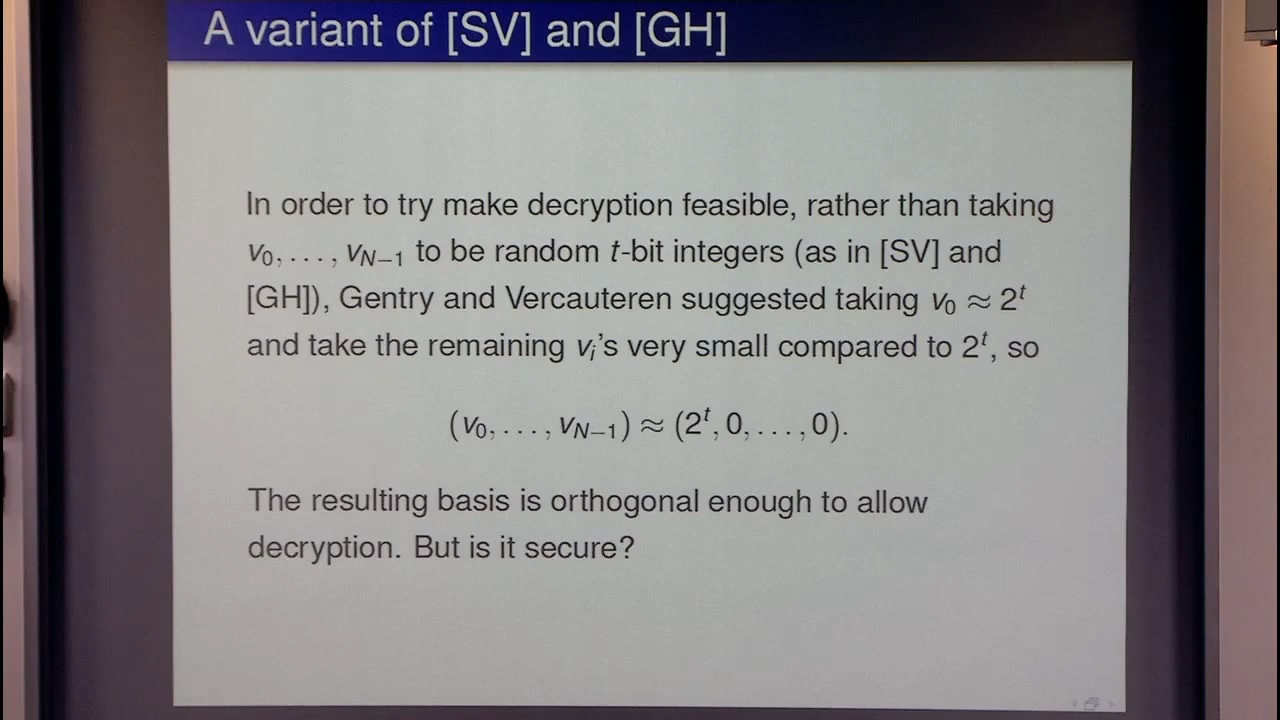 A variant of [SV] and [GH]
In order to try make decryption feasible, rather than taking
v₀, . . . , v_{N−1} to be random t-bit integers (as in [SV] and
[GH]), Gentry and Vercauteren suggested taking v₀ ≈ 2ᵗ
and take the remaining vᵢ's very small compared to 2ᵗ, so
(v₀, . . . , v_{N−1}) ≈ (2ᵗ, 0, . . . , 0).
The resulting basis is orthogonal enough to allow
decryption. But is it secure?